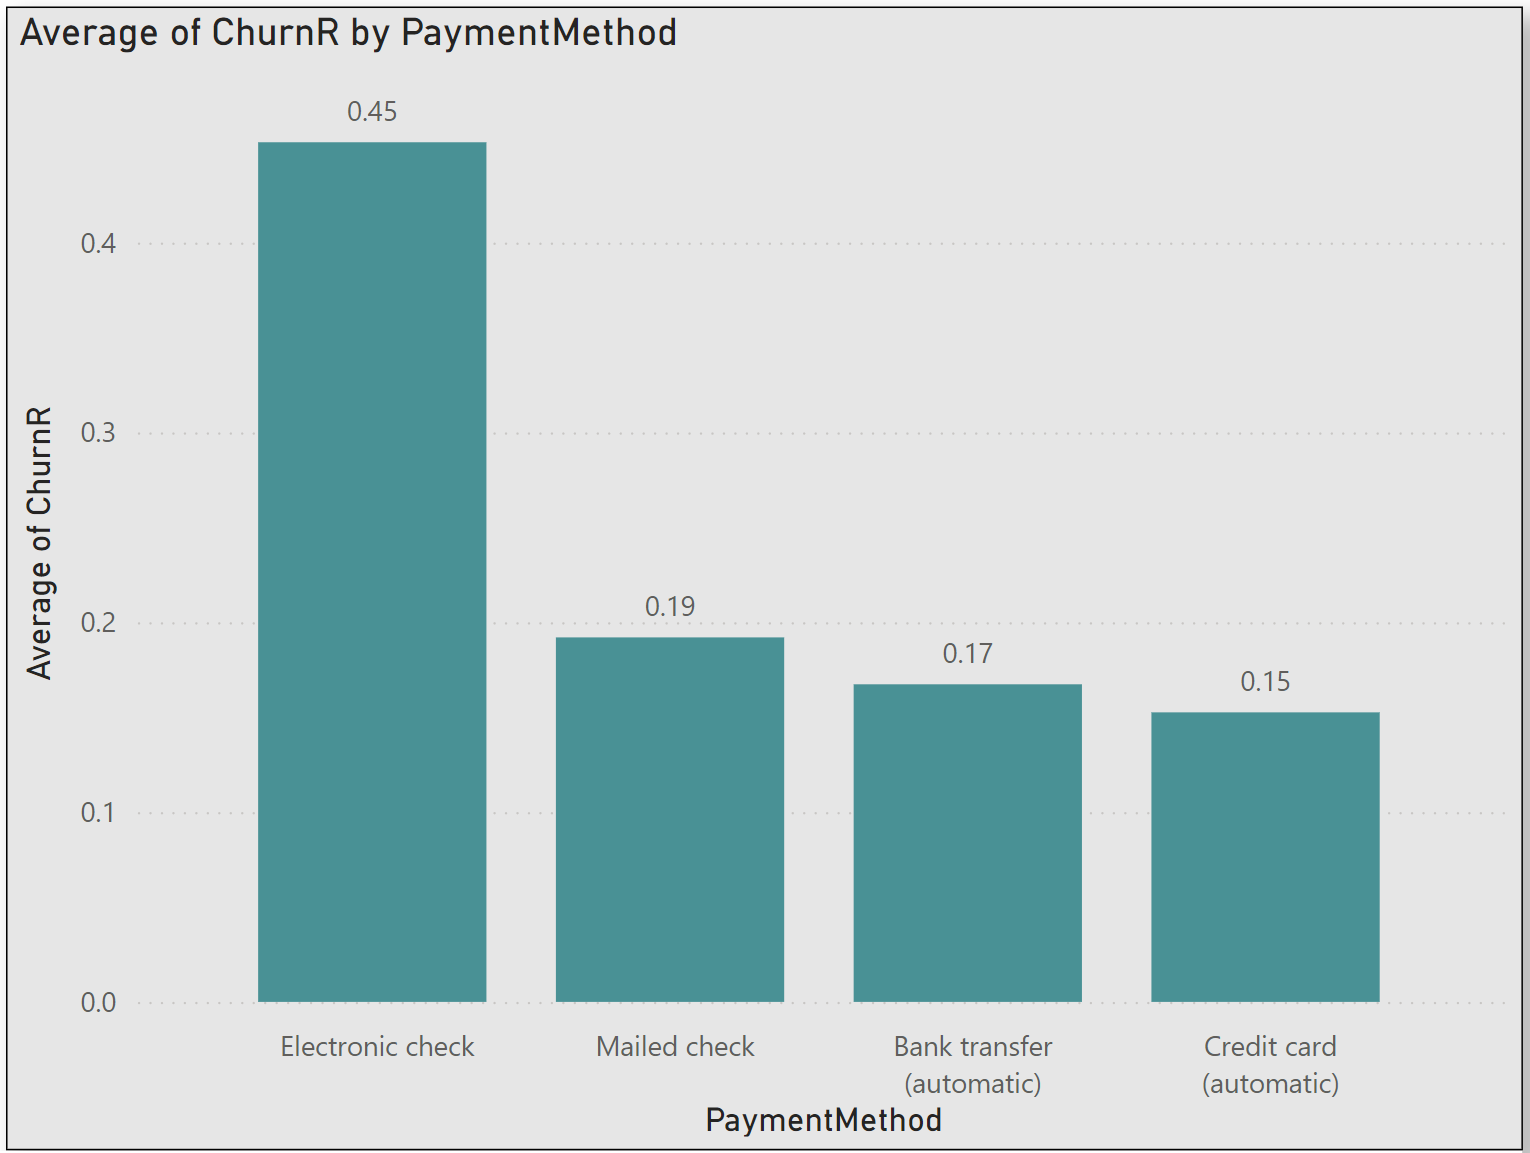 Average of ChurnR by PaymentMethod
0.45
0.4
0.3
0.19
0.2
0.17
0.15
0.1
0.0
Average of ChurnR
Electronic check
Mailed check
Bank transfer
(automatic)
Credit card
(automatic)
PaymentMethod